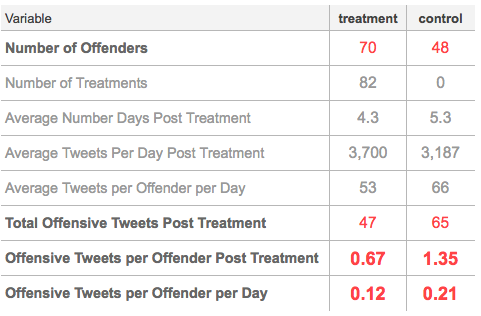 Variable treatment control
Number of Offenders 70 48
Number of Treatments 82 0
Average Number Days Post Treatment 4.3 5.3
Average Tweets Per Day Post Treatment 3,700 3,187
Average Tweets per Offender per Day 53 66
Total Offensive Tweets Post Treatment 47 65
Offensive Tweets per Offender Post Treatment 0.67 1.35
Offensive Tweets per Offender per Day 0.12 0.21